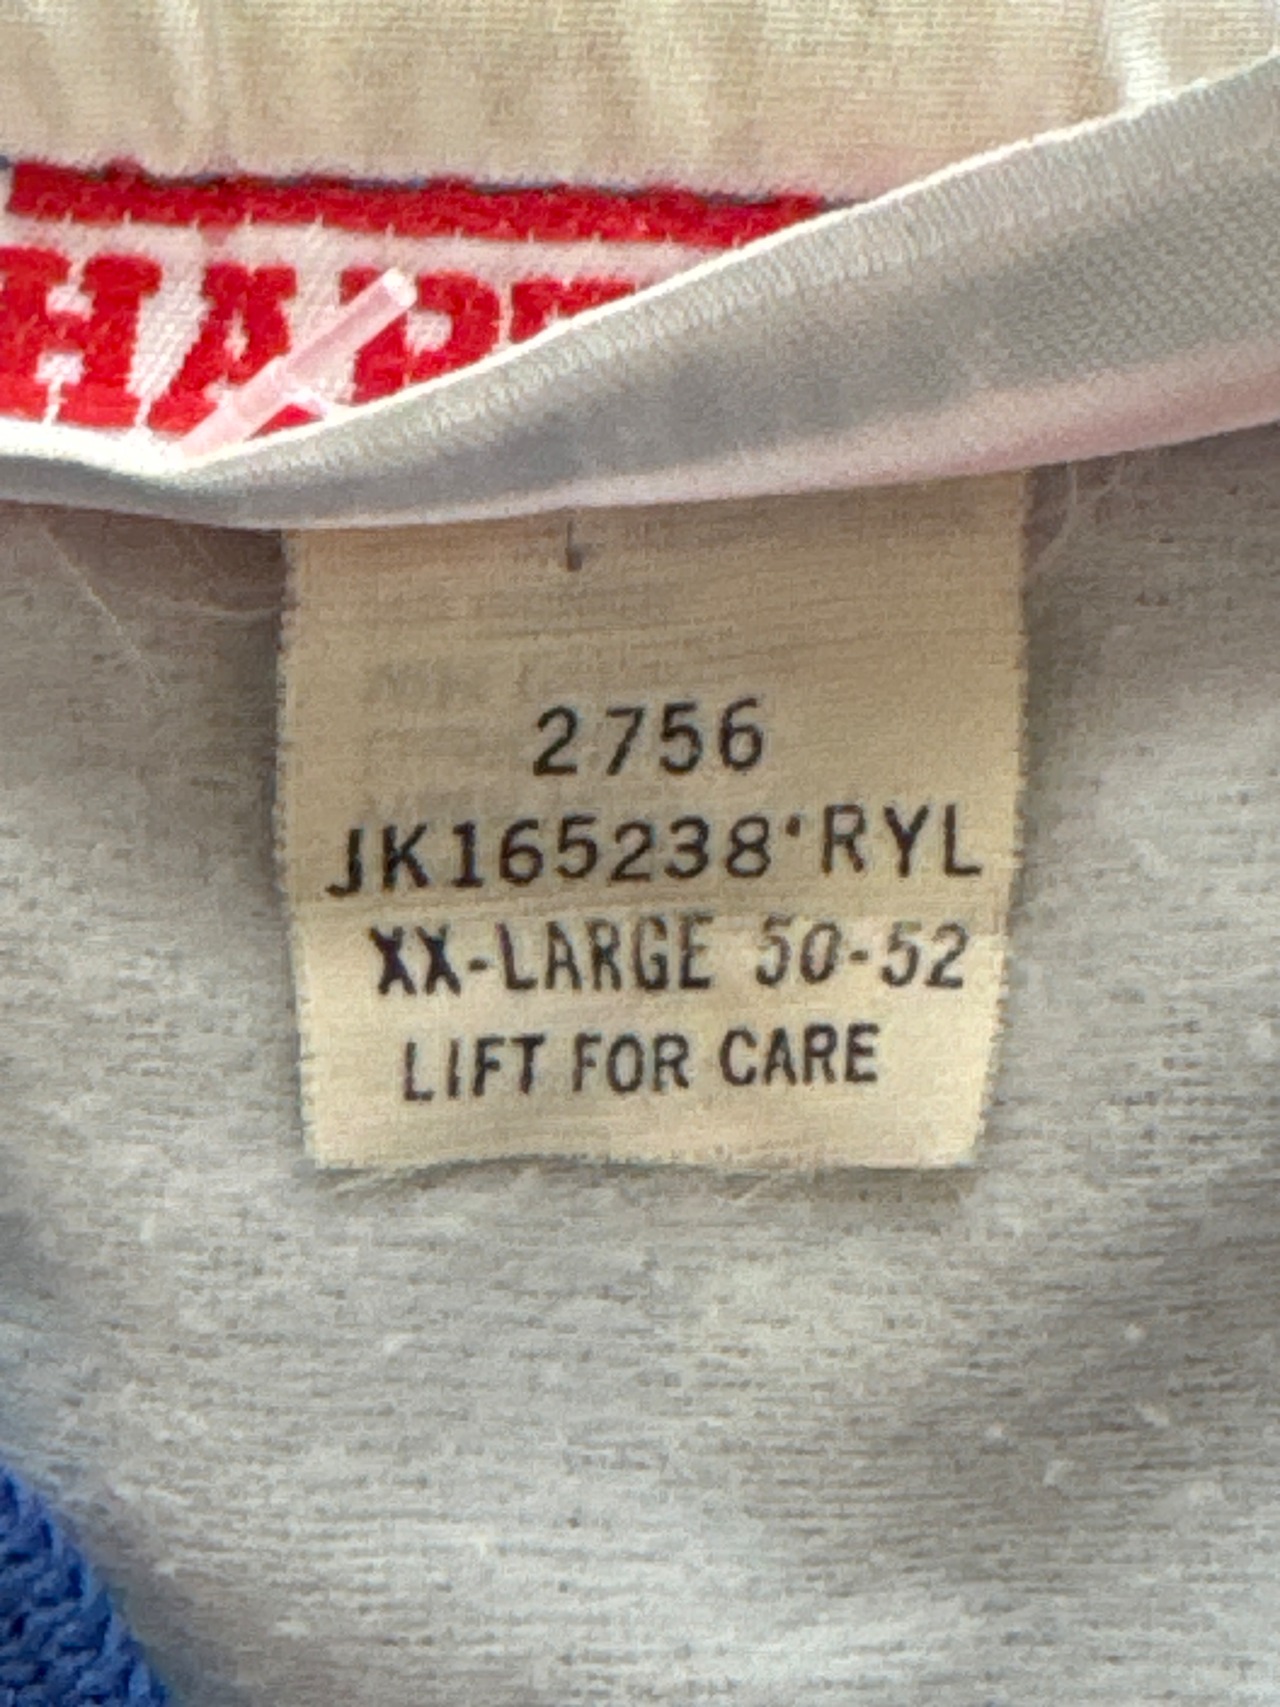 2756
JK165238·RYL
XX-LARGE 50-52
LIFT FOR CARE